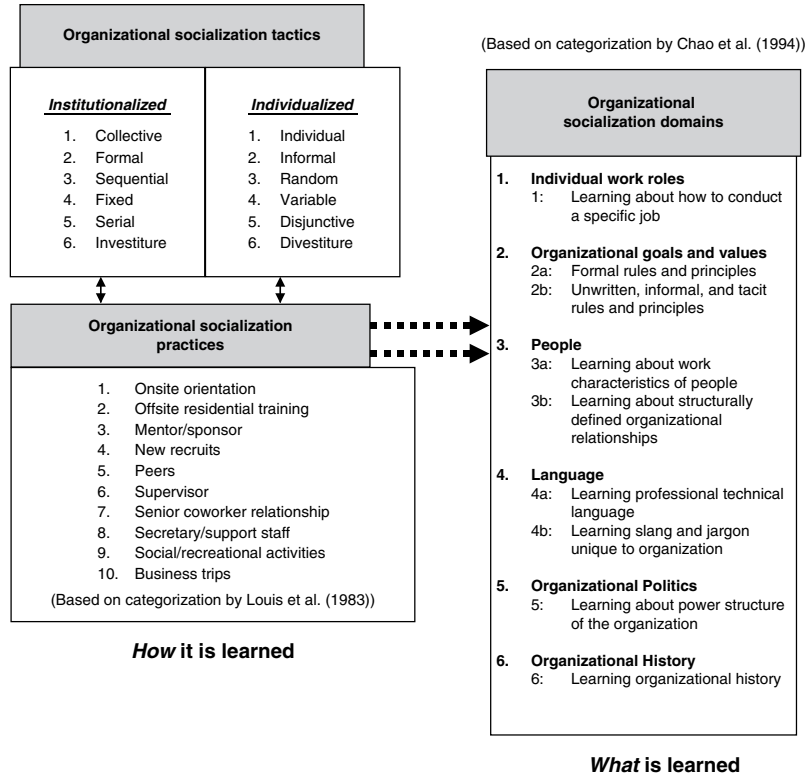 Organizational socialization tactics
Institutionalized
1. Collective
2. Formal
3. Sequential
4. Fixed
5. Serial
6. Investiture
Individualized
1. Individual
2. Informal
3. Random
4. Variable
5. Disjunctive
6. Divestiture
Organizational socialization
practices
1. Onsite orientation
2. Offsite residential training
3. Mentor/sponsor
4. New recruits
5. Peers
6. Supervisor
7. Senior coworker relationship
8. Secretary/support staff
9. Social/recreational activities
10. Business trips
(Based on categorization by Louis et al. (1983))
How it is learned
(Based on categorization by Chao et al. (1994))
Organizational
socialization domains
1. Individual work roles
1: Learning about how to conduct
a specific job
2. Organizational goals and values
2a: Formal rules and principles
2b: Unwritten, informal, and tacit
rules and principles
3. People
3a: Learning about work
characteristics of people
3b: Learning about structurally
defined organizational
relationships
4. Language
4a: Learning professional technical
language
4b: Learning slang and jargon
unique to organization
5. Organizational Politics
5: Learning about power structure
of the organization
6. Organizational History
6: Learning organizational history
What is learned